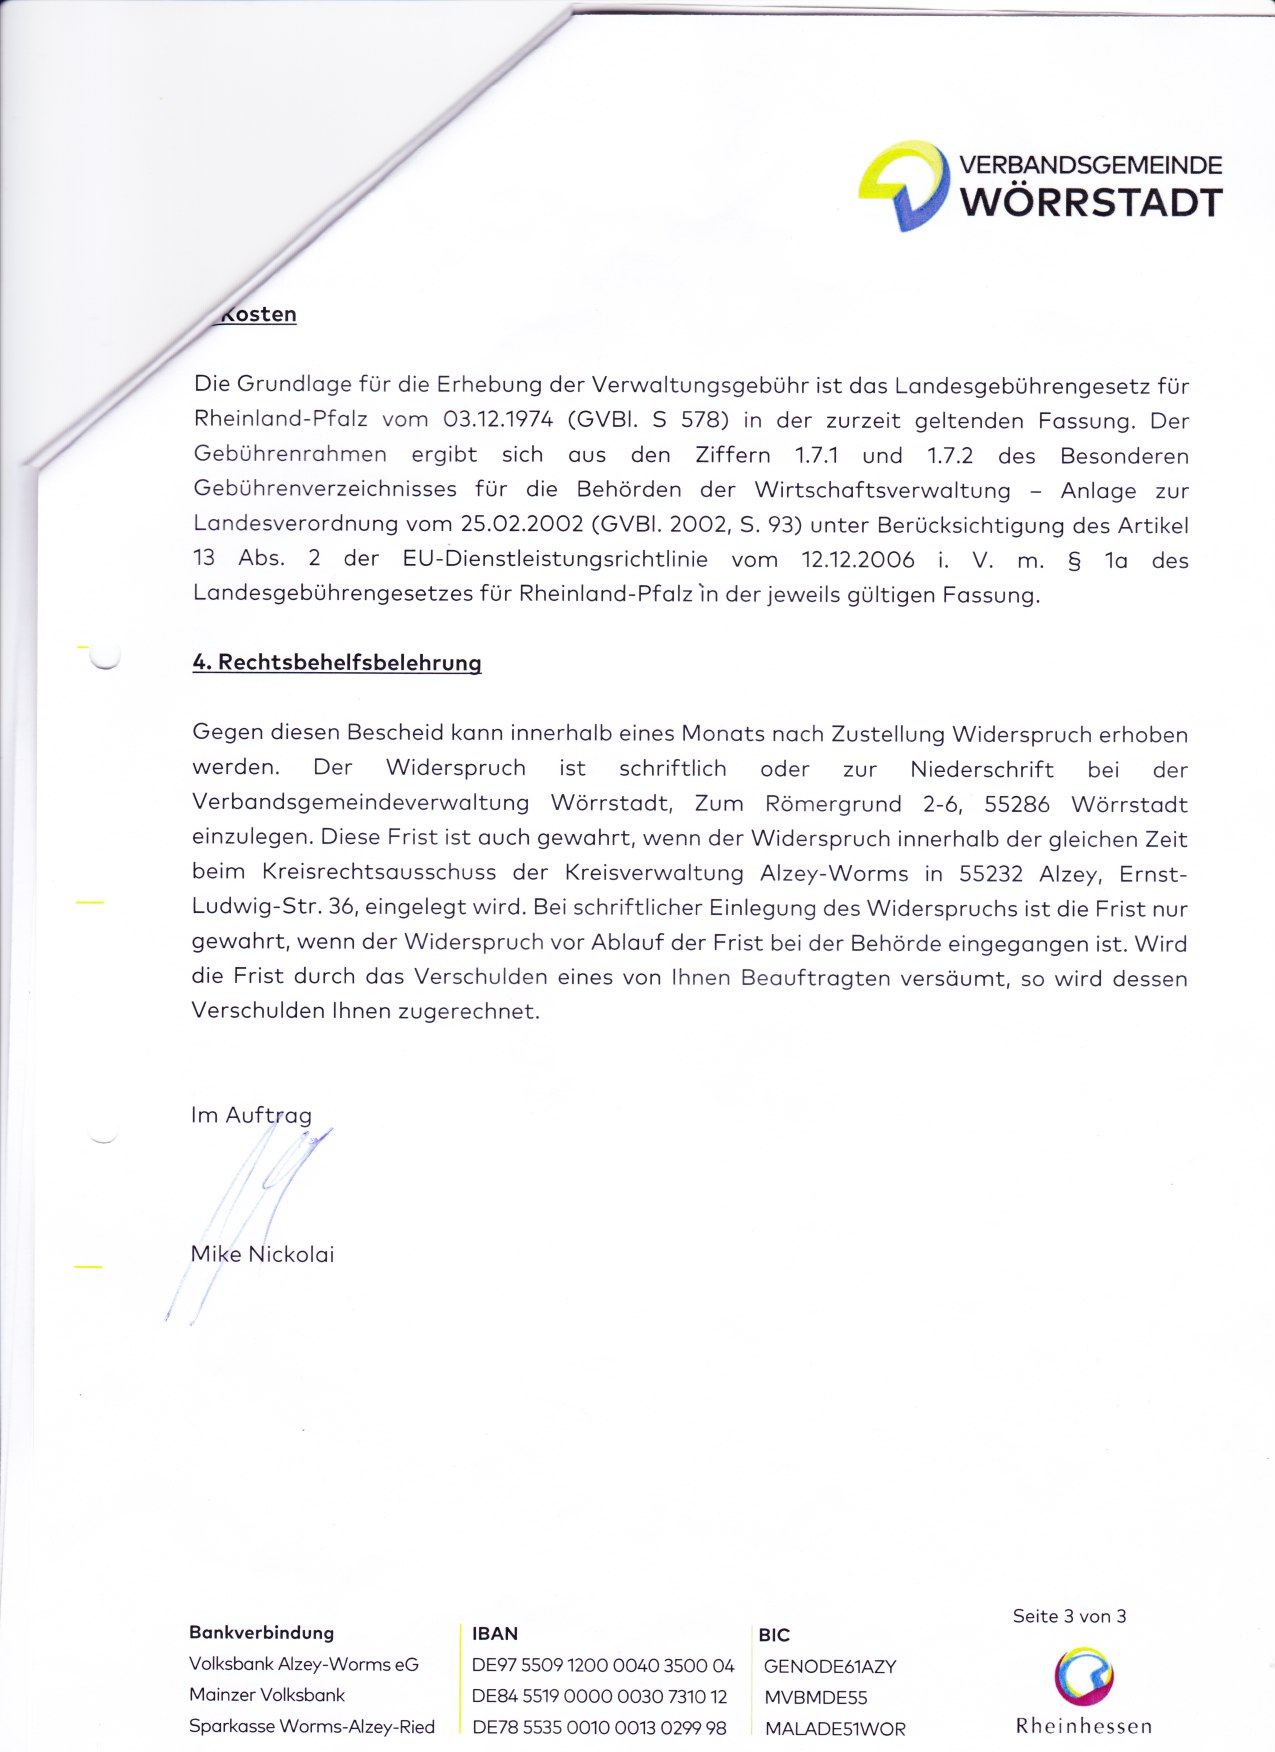 VERBANDSGEMEINDE
WÖRRSTADT
Kosten
Die Grundlage für die Erhebung der Verwaltungsgebühr ist das Landesgebührengesetz für
Rheinland-Pfalz vom 03.12.1974 (GVBl. S 578) in der zurzeit geltenden Fassung. Der
Gebührenrahmen ergibt sich aus den Ziffern 1.7.1 und 1.7.2 des Besonderen
Gebührenverzeichnisses für die Behörden der Wirtschaftsverwaltung – Anlage zur
Landesverordnung vom 25.02.2002 (GVBl. 2002, S. 93) unter Berücksichtigung des Artikel
13 Abs. 2 der EU-Dienstleistungsrichtlinie vom 12.12.2006 i. V. m. § 1a des
Landesgebührengesetzes für Rheinland-Pfalz in der jeweils gültigen Fassung.
4. Rechtsbehelfsbelehrung
Gegen diesen Bescheid kann innerhalb eines Monats nach Zustellung Widerspruch erhoben
werden. Der Widerspruch ist schriftlich oder zur Niederschrift bei der
Verbandsgemeindeverwaltung Wörrstadt, Zum Römergrund 2-6, 55286 Wörrstadt
einzulegen. Diese Frist ist auch gewahrt, wenn der Widerspruch innerhalb der gleichen Zeit
beim Kreisrechtsausschuss der Kreisverwaltung Alzey-Worms in 55232 Alzey, Ernst-
Ludwig-Str. 36, eingelegt wird. Bei schriftlicher Einlegung des Widerspruchs ist die Frist nur
gewahrt, wenn der Widerspruch vor Ablauf der Frist bei der Behörde eingegangen ist. Wird
die Frist durch das Verschulden eines von Ihnen Beauftragten versäumt, so wird dessen
Verschulden Ihnen zugerechnet.
Im Auftrag
Mike Nickolai
Seite 3 von 3
Bankverbindung IBAN BIC
Volksbank Alzey-Worms eG DE97 5509 1200 0040 3500 04 GENODE61AZY
Mainzer Volksbank DE84 5519 0000 0030 7310 12 MVBMDE55
Sparkasse Worms-Alzey-Ried DE78 5535 0010 0013 0299 98 MALADE51WOR
Rheinhessen